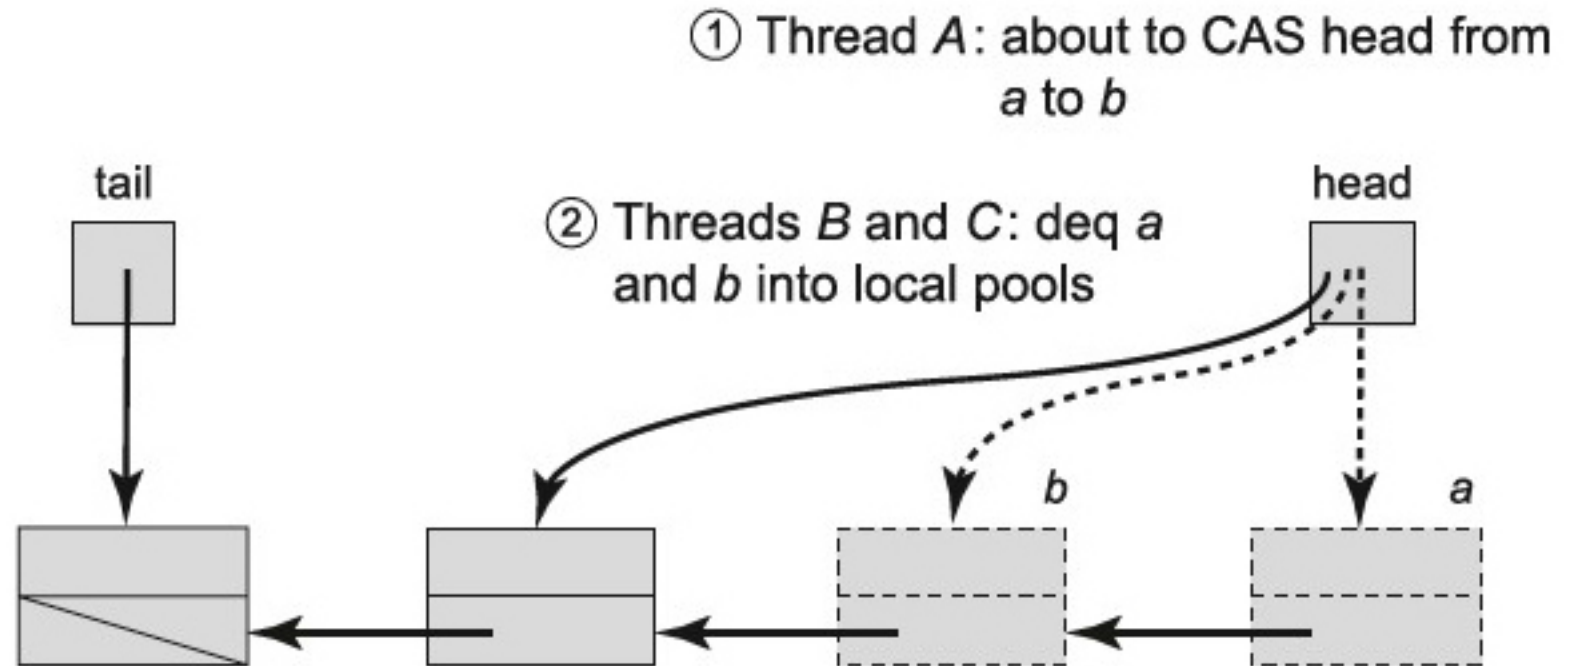 ① Thread A: about to CAS head from
a to b
tail
head
② Threads B and C: deq a
and b into local pools
b
a